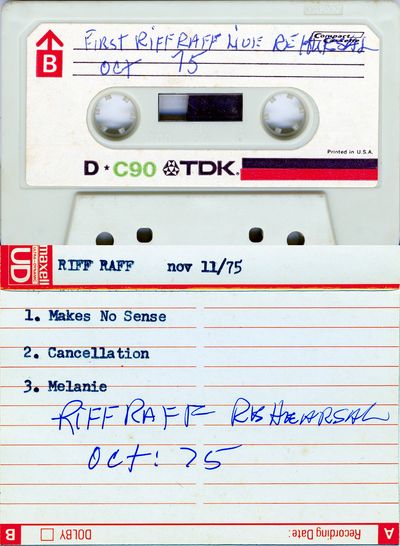 FIRST RIFFRAFF LIVE REHEARSAL
Compact Cassette
B
OCT 75
Printed in U.S.A.
D • C90 TDK.
maxell
UD
RIFF RAFF nov 11/75
1. Makes No Sense
2. Cancellation
3. Melanie
RIFFRAFF REHEARSAL
OCT: 75
B DOLBY Recording Date: A